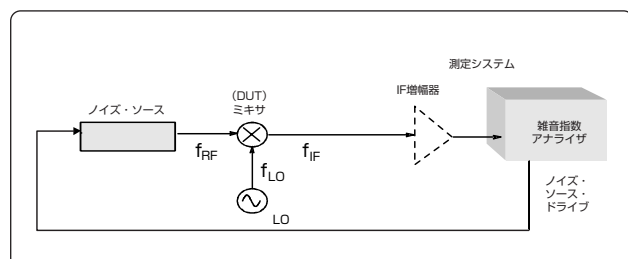 測定システム
(DUT)
ミキサ
IF増幅器
ノイズ・ソース
雑音指数
アナライザ
fRF
fIF
fLO
LO
ノイズ・
ソース・
ドライブ